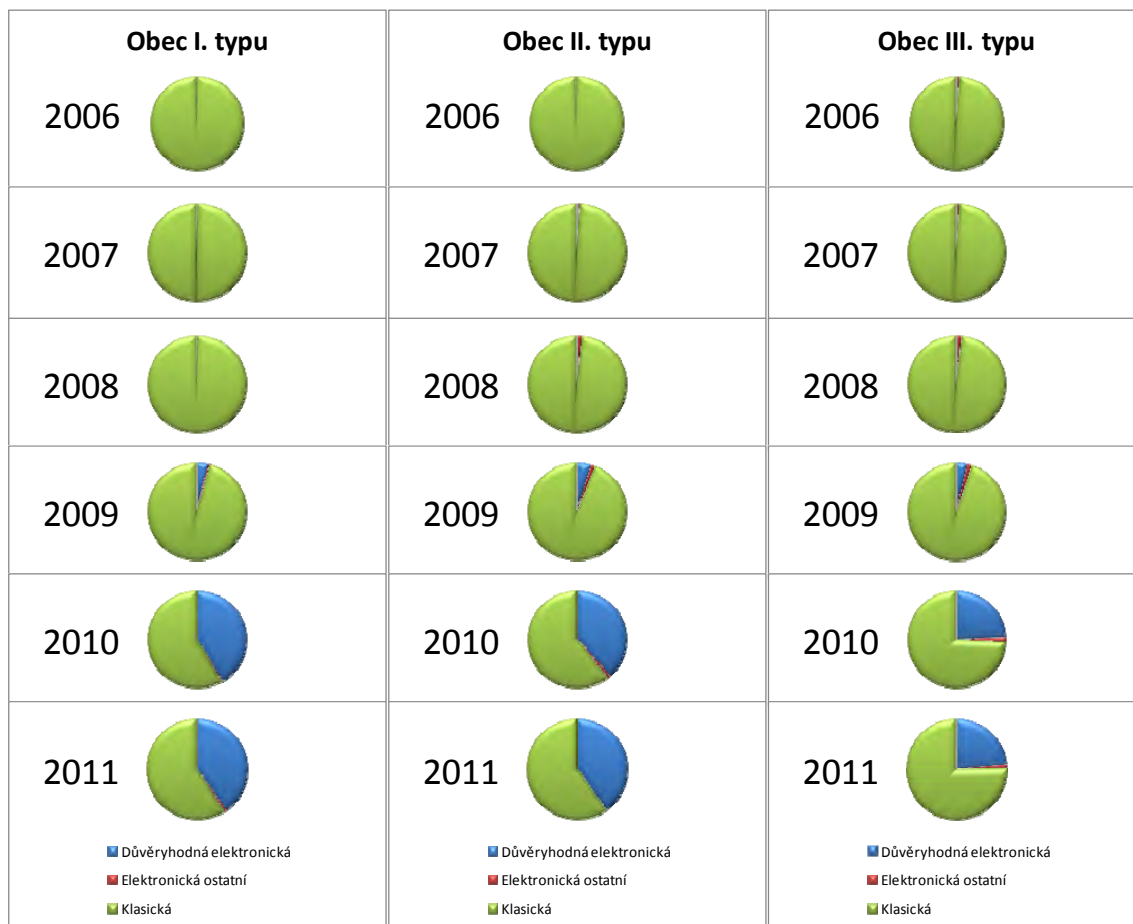 Obec I. typu
Obec II. typu
Obec III. typu
2006
2006
2006
2007
2007
2007
2008
2008
2008
2009
2009
2009
2010
2010
2010
2011
2011
2011
Důvěryhodná elektronická
Elektronická ostatní
Klasická
Důvěryhodná elektronická
Elektronická ostatní
Klasická
Důvěryhodná elektronická
Elektronická ostatní
Klasická